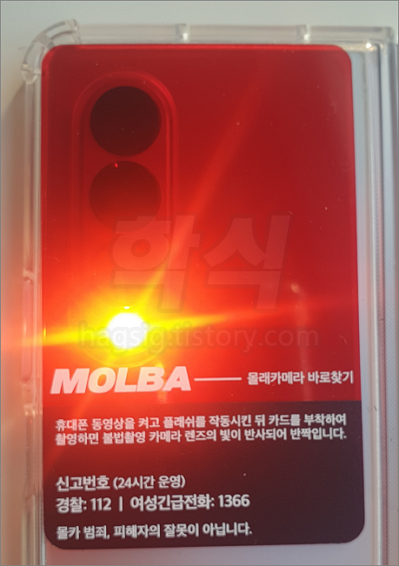 학식
hagsig.tistory.com
MOLBA — 몰래카메라 바로찾기
휴대폰 동영상을 켜고 플래쉬를 작동시킨 뒤 카드를 부착하여
촬영하면 불법촬영 카메라 렌즈의 빛이 반사되어 반짝입니다.
신고번호 (24시간 운영)
경찰: 112 | 여성긴급전화: 1366
몰카 범죄, 피해자의 잘못이 아닙니다.